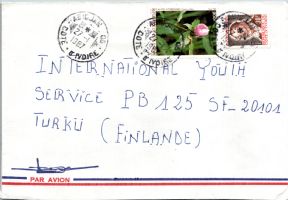 INTERNATIONAL YOUTH
SERVICE PB 125 SF-20101
TURKU (FINLANDE)
PAR AVION